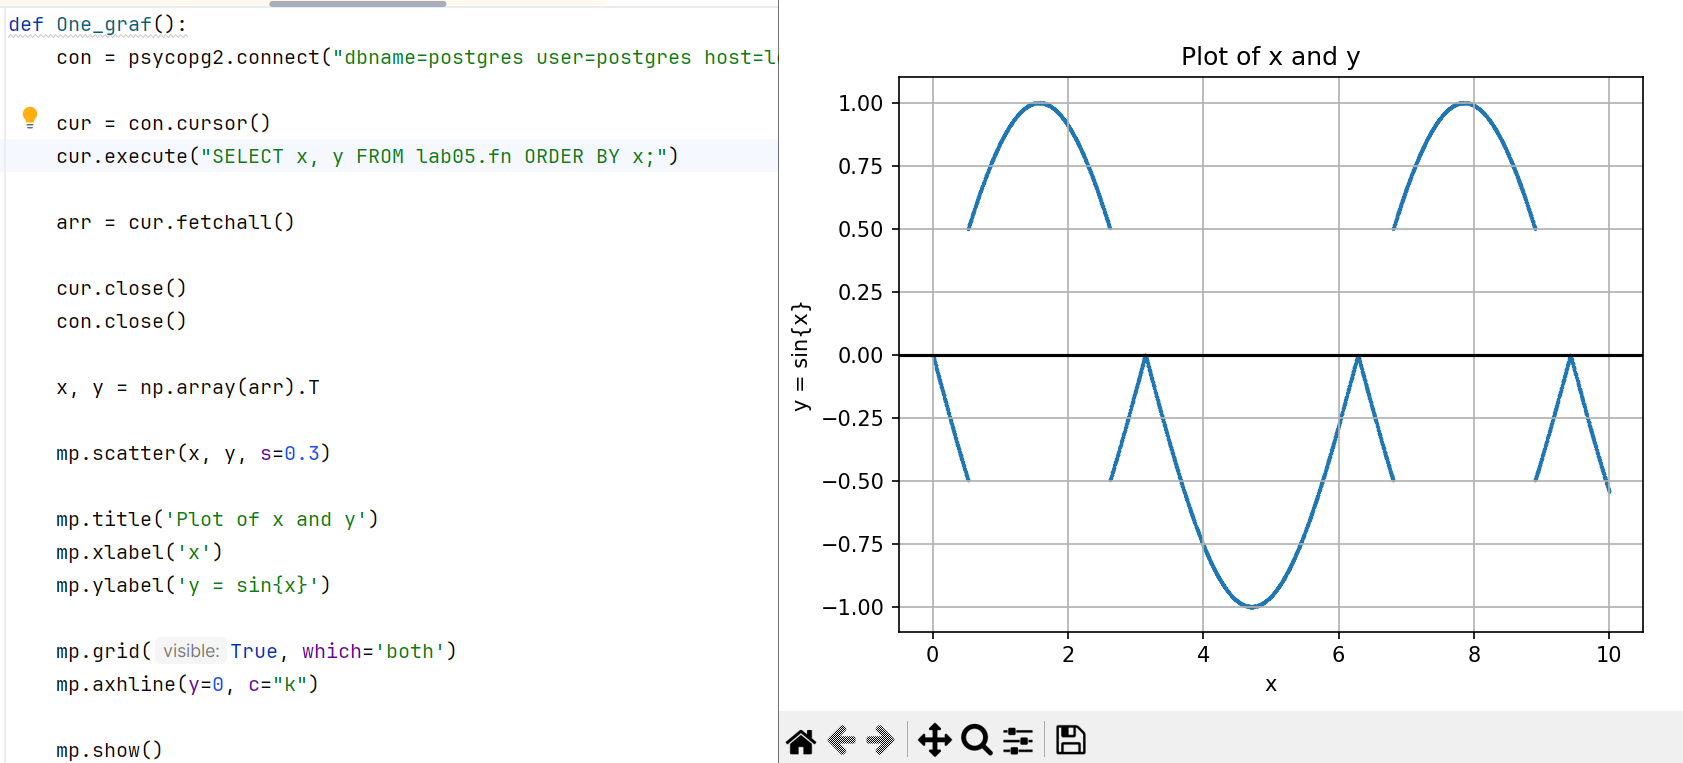 def One_graf():
con = psycopg2.connect("dbname=postgres user=postgres host=l
cur = con.cursor()
cur.execute("SELECT x, y FROM lab05.fn ORDER BY x;")
arr = cur.fetchall()
cur.close()
con.close()
x, y = np.array(arr).T
mp.scatter(x, y, s=0.3)
mp.title('Plot of x and y')
mp.xlabel('x')
mp.ylabel('y = sin{x}')
mp.grid( visible: True, which='both')
mp.axhline(y=0, c="k")
mp.show()
Plot of x and y
1.00
0.75
0.50
0.25
0.00
−0.25
−0.50
−0.75
−1.00
y = sin{x}
0 2 4 6 8 10
x